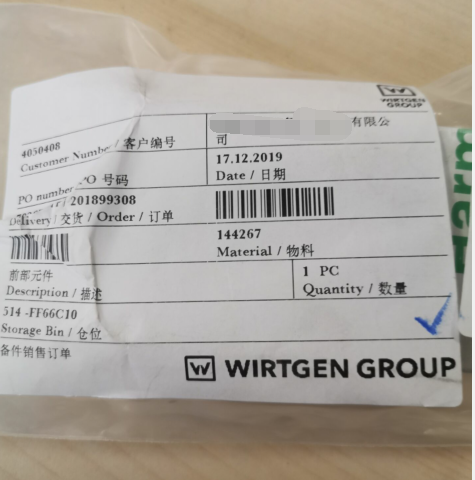 WIRTGEN
GROUP
有限公
司
4050408
Customer Number / 客户编号
17.12.2019
Date / 日期
PO number / PO 号码
/ 201899308
Delivery / 交货 / Order / 订单
144267
Material / 物料
前部元件
Description / 描述
1 PC
Quantity / 数量
514 -FF66C10
Storage Bin / 仓位
备件销售订单
WIRTGEN GROUP